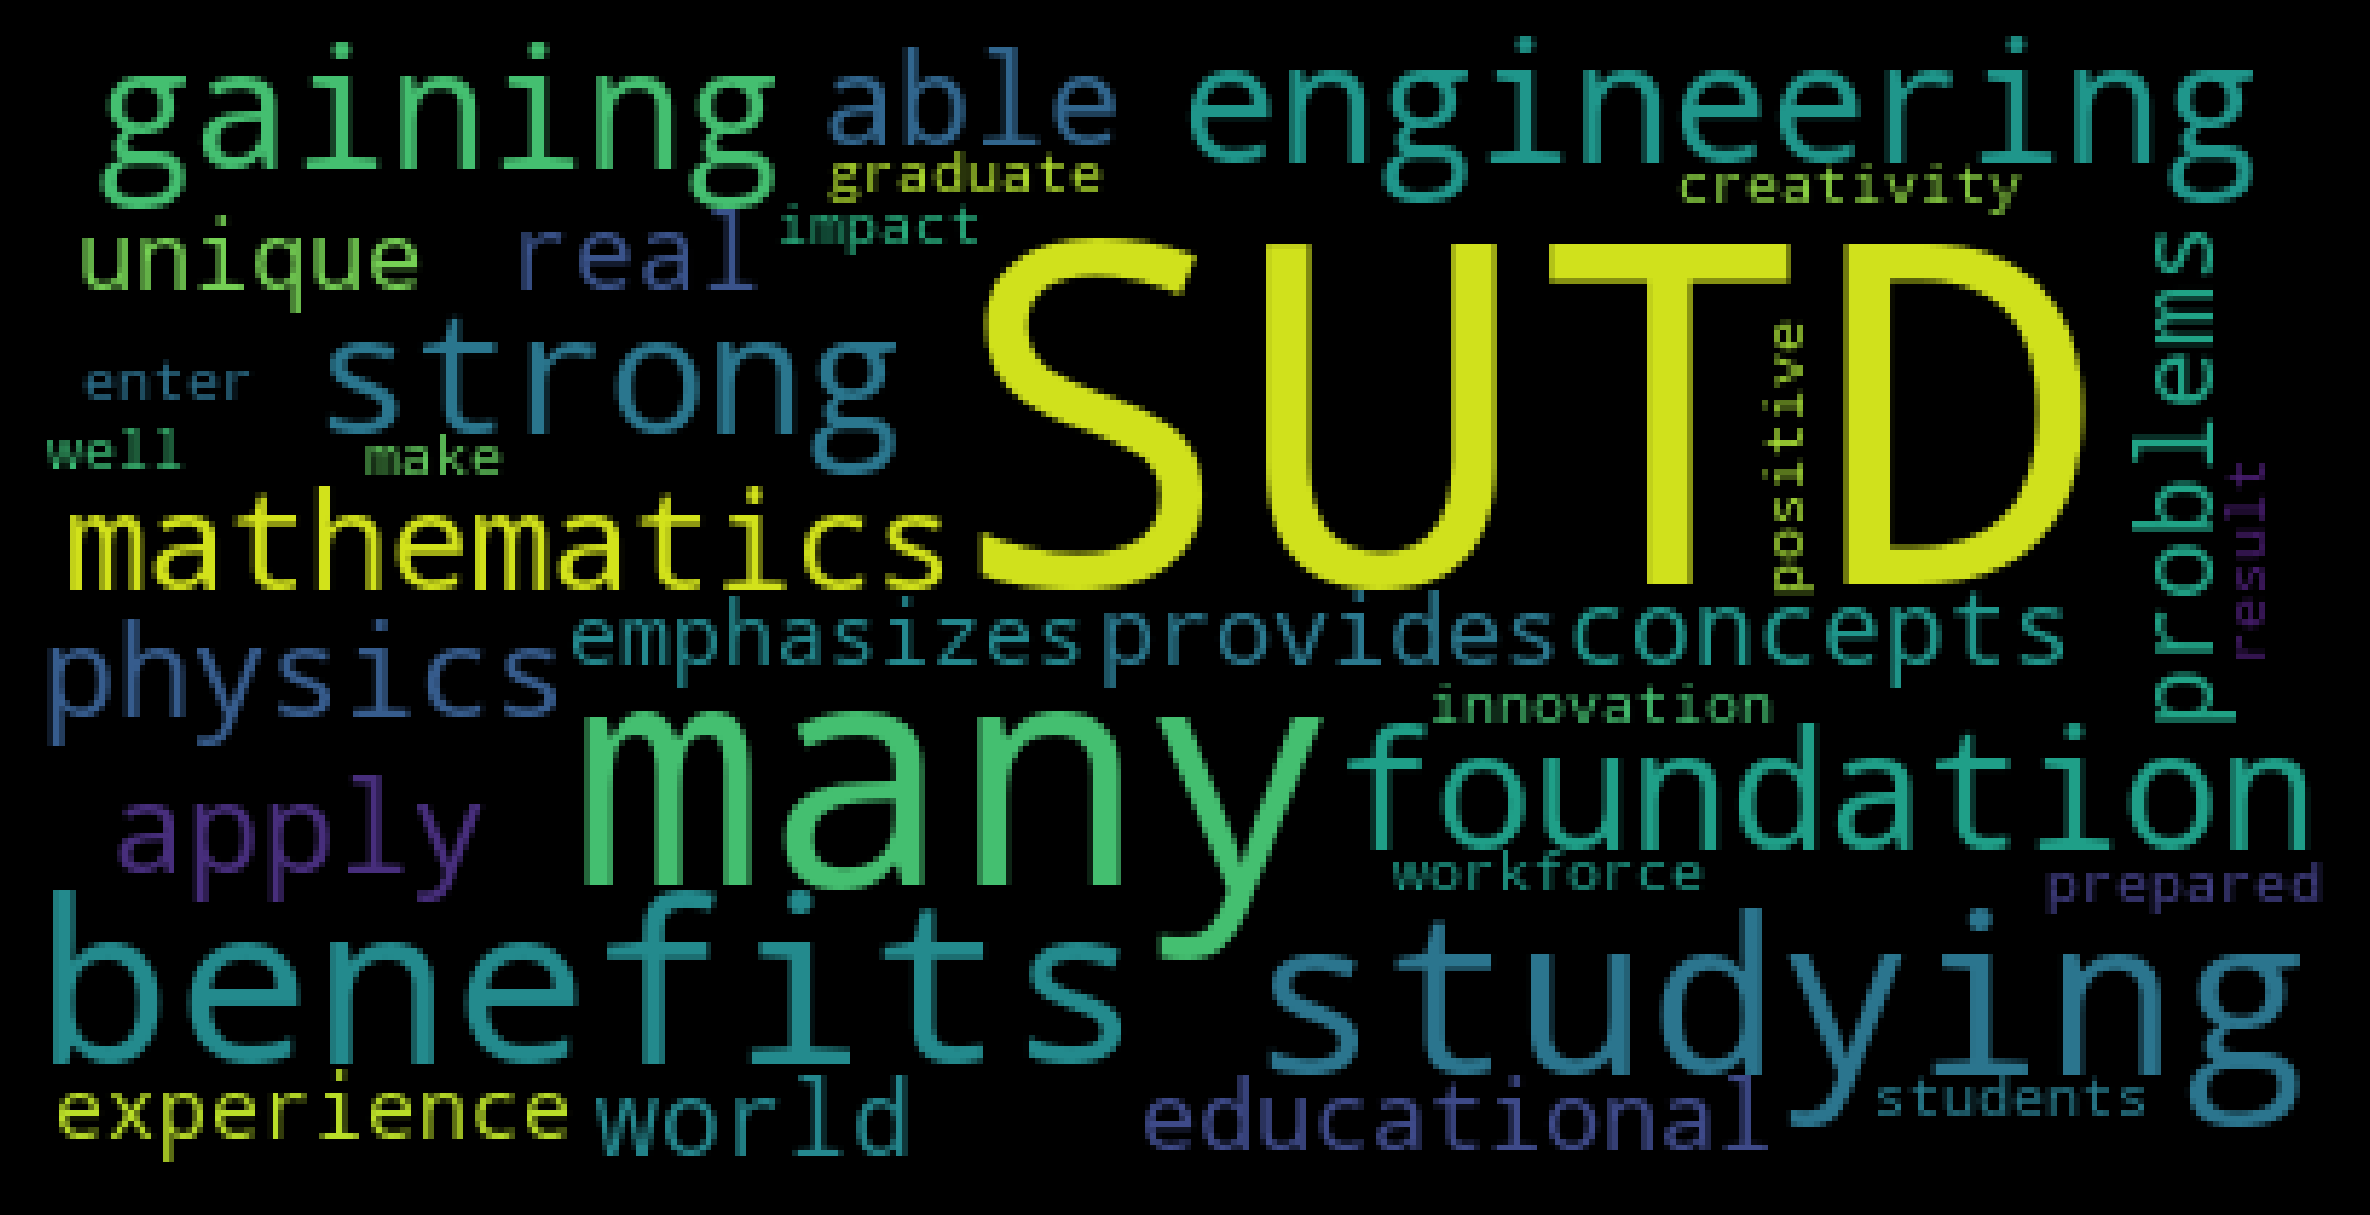 gaining able engineering
graduate creativity
unique real impact
SUTD
problems
positive
enter strong
well make
result
mathematics
physics emphasizes provides concepts
innovation
many foundation
apply
workforce prepared
benefits studying
experience world educational students